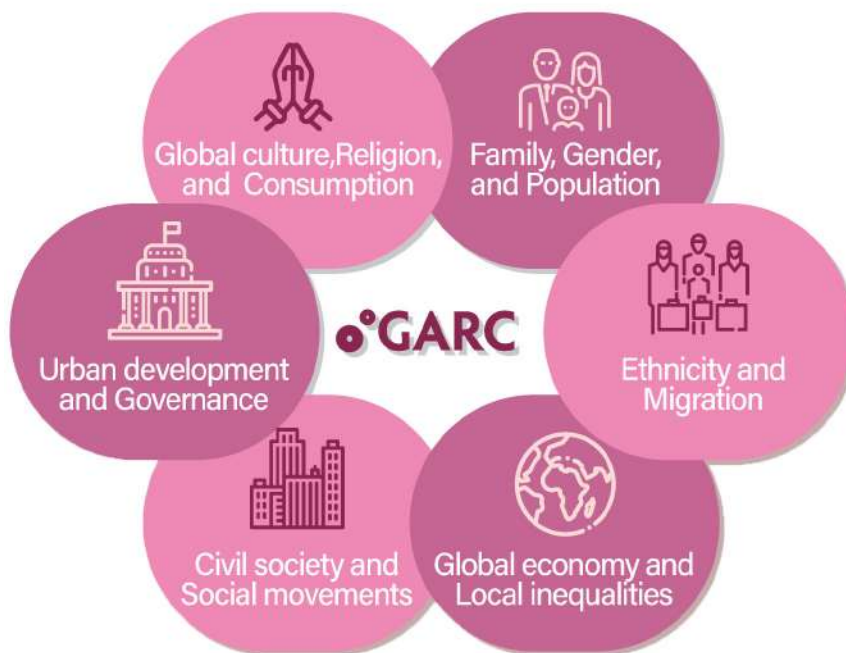 Global culture,Religion,
and Consumption
Family, Gender,
and Population
Urban development
and Governance
GARC
Ethnicity and
Migration
Civil society and
Social movements
Global economy and
Local inequalities